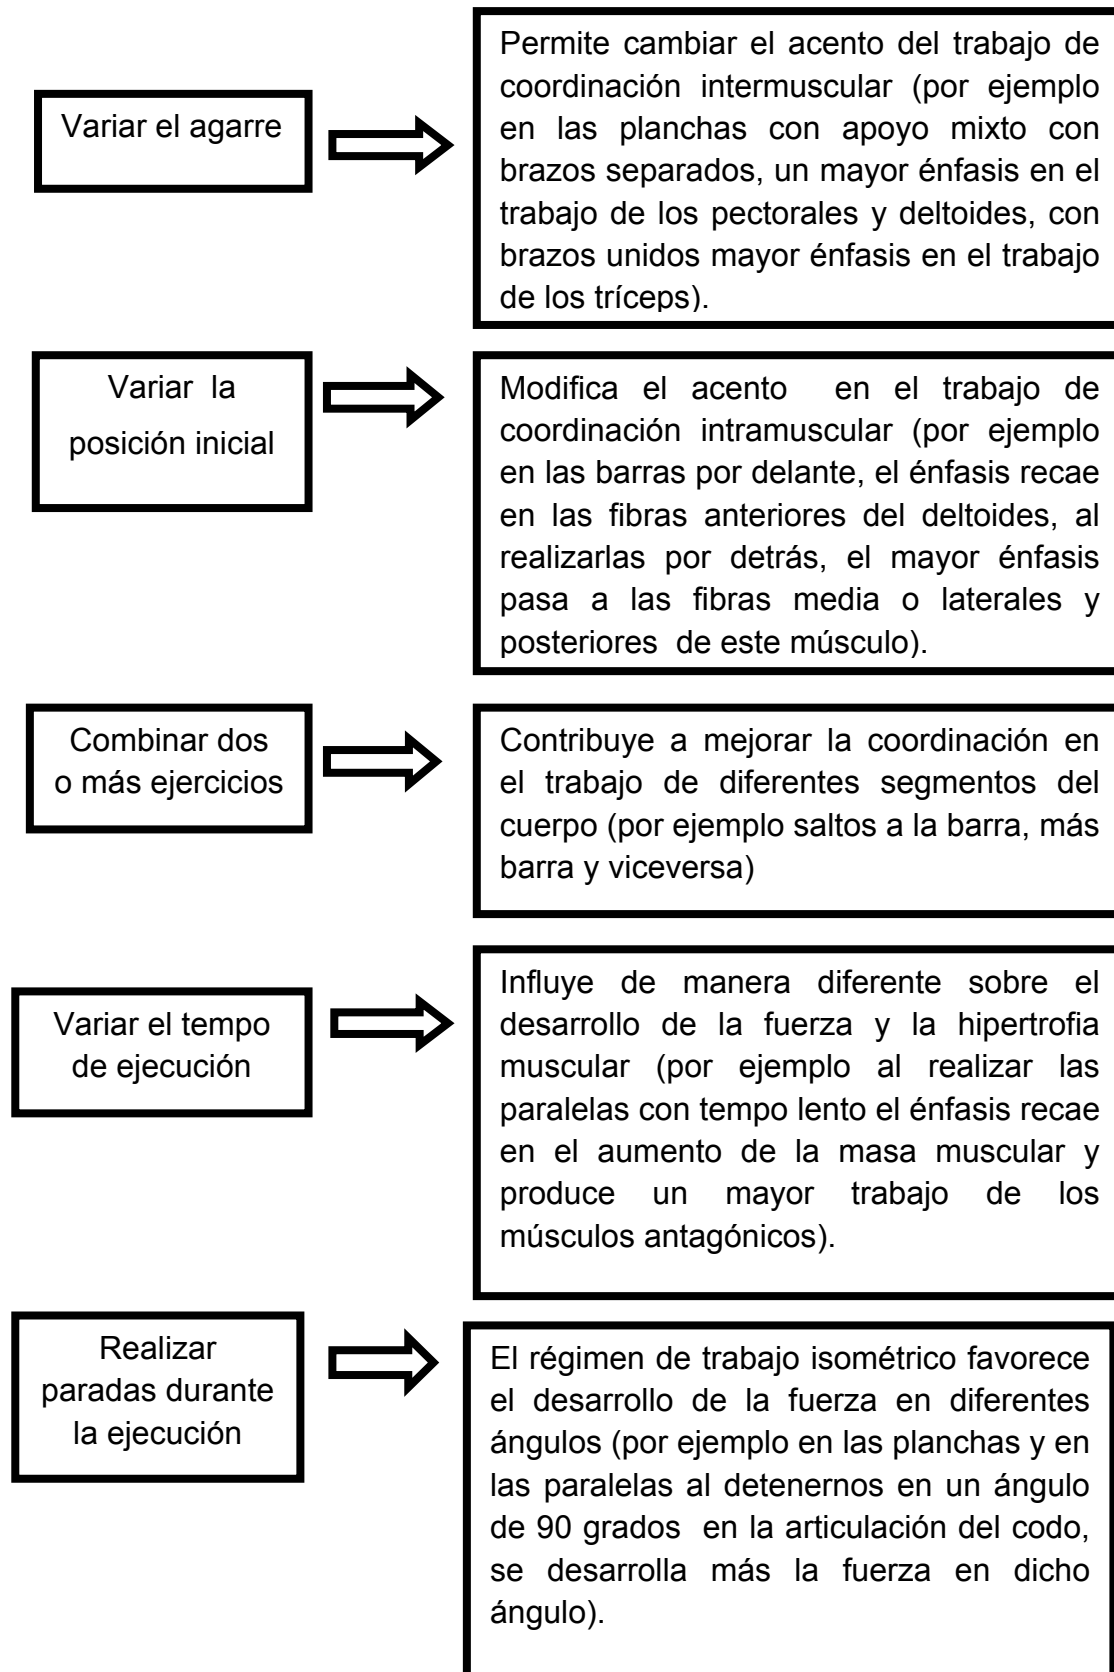 Variar el agarre
Permite cambiar el acento del trabajo de
coordinación intermuscular (por ejemplo
en las planchas con apoyo mixto con
brazos separados, un mayor énfasis en el
trabajo de los pectorales y deltoides, con
brazos unidos mayor énfasis en el trabajo
de los tríceps).
Variar la
posición inicial
Modifica el acento en el trabajo de
coordinación intramuscular (por ejemplo
en las barras por delante, el énfasis recae
en las fibras anteriores del deltoides, al
realizarlas por detrás, el mayor énfasis
pasa a las fibras media o laterales y
posteriores de este músculo).
Combinar dos
o más ejercicios
Contribuye a mejorar la coordinación en
el trabajo de diferentes segmentos del
cuerpo (por ejemplo saltos a la barra, más
barra y viceversa)
Variar el tempo
de ejecución
Influye de manera diferente sobre el
desarrollo de la fuerza y la hipertrofia
muscular (por ejemplo al realizar las
paralelas con tempo lento el énfasis recae
en el aumento de la masa muscular y
produce un mayor trabajo de los
músculos antagónicos).
Realizar
paradas durante
la ejecución
El régimen de trabajo isométrico favorece
el desarrollo de la fuerza en diferentes
ángulos (por ejemplo en las planchas y en
las paralelas al detenernos en un ángulo
de 90 grados en la articulación del codo,
se desarrolla más la fuerza en dicho
ángulo).